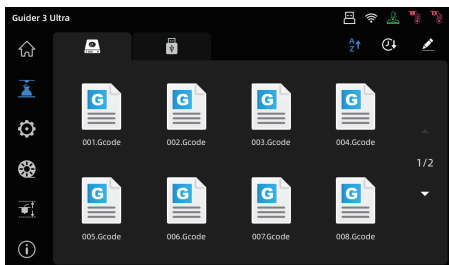 Guider 3 Ultra
A
Z
001.Gcode 002.Gcode 003.Gcode 004.Gcode
1/2
G G G G
005.Gcode 006.Gcode 007.Gcode 008.Gcode